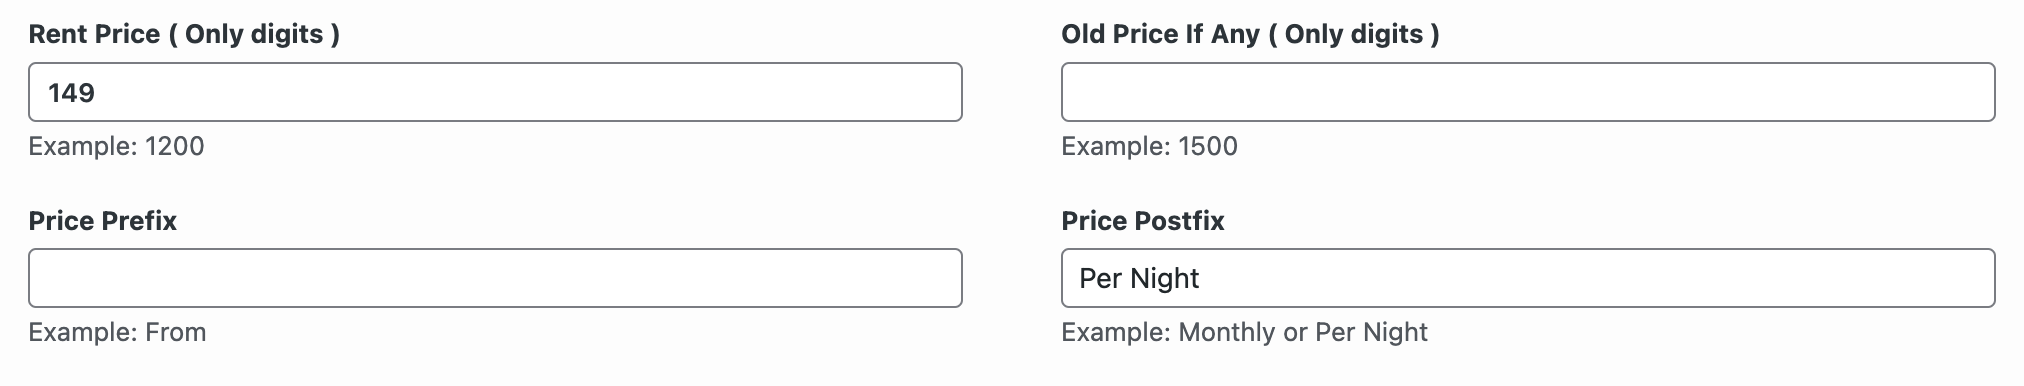 Rent Price ( Only digits )
149
Example: 1200
Old Price If Any ( Only digits )
Example: 1500
Price Prefix
Example: From
Price Postfix
Per Night
Example: Monthly or Per Night